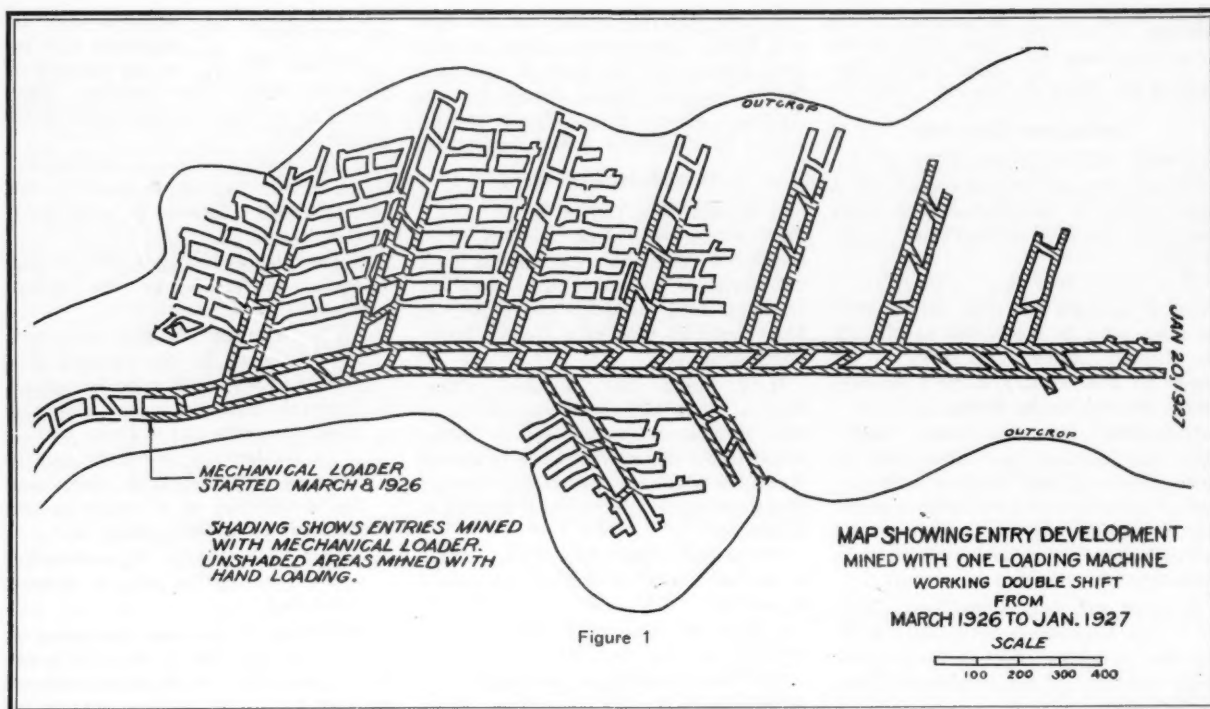 OUTCROP
JAN 20, 1927
OUTCROP
MECHANICAL LOADER
STARTED MARCH 8, 1926
SHADING SHOWS ENTRIES MINED
WITH MECHANICAL LOADER.
UNSHADED AREAS MINED WITH
HAND LOADING.
MAP SHOWING ENTRY DEVELOPMENT
MINED WITH ONE LOADING MACHINE
WORKING DOUBLE SHIFT
FROM
MARCH 1926 TO JAN. 1927
SCALE
100 200 300 400
Figure 1